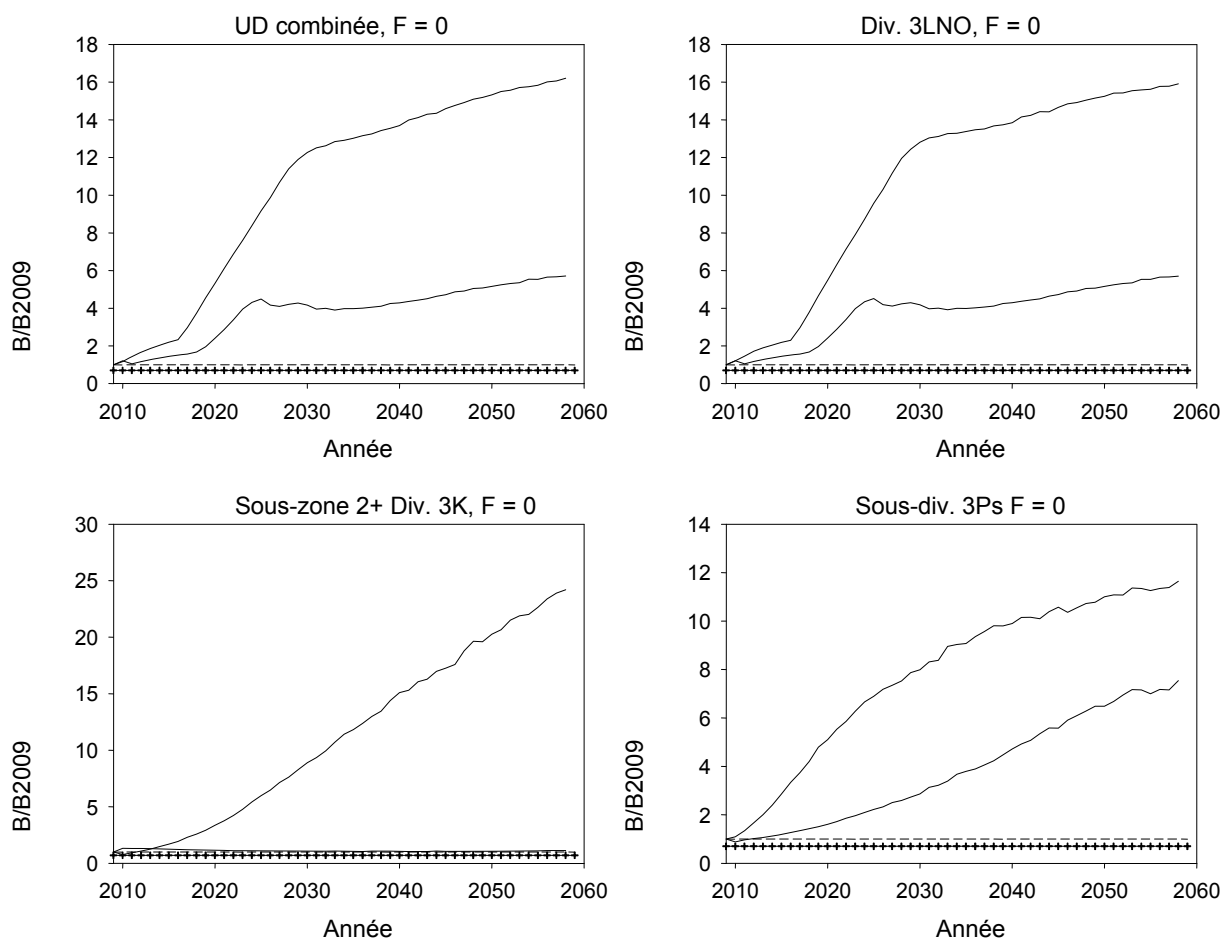 UD combinée, F = 0
18
16
14
12
10
8
6
4
2
0
B/B2009
2010 2020 2030 2040 2050 2060
Année
Div. 3LNO, F = 0
18
16
14
12
10
8
6
4
2
0
B/B2009
2010 2020 2030 2040 2050 2060
Année
Sous-zone 2+ Div. 3K, F = 0
30
25
20
15
10
5
0
B/B2009
2010 2020 2030 2040 2050 2060
Année
Sous-div. 3Ps F = 0
14
12
10
8
6
4
2
0
B/B2009
2010 2020 2030 2040 2050 2060
Année